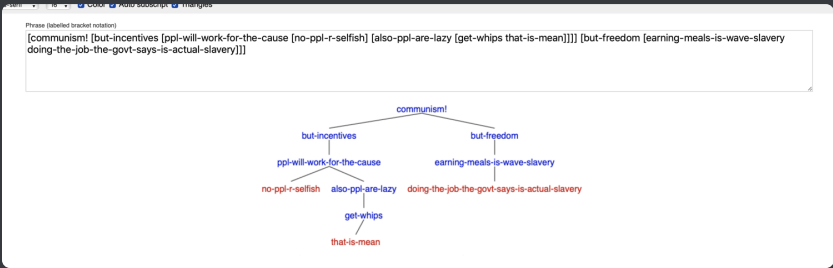 Color Auto subscript Triangles
Phrase (labelled bracket notation)
[communism! [but-incentives [ppl-will-work-for-the-cause [no-ppl-r-selfish] [also-ppl-are-lazy [get-whips that-is-mean]]]] [but-freedom [earning-meals-is-wave-slavery
doing-the-job-the-govt-says-is-actual-slavery]]]
communism!
but-incentives but-freedom
ppl-will-work-for-the-cause earning-meals-is-wave-slavery
no-ppl-r-selfish also-ppl-are-lazy doing-the-job-the-govt-says-is-actual-slavery
get-whips
that-is-mean